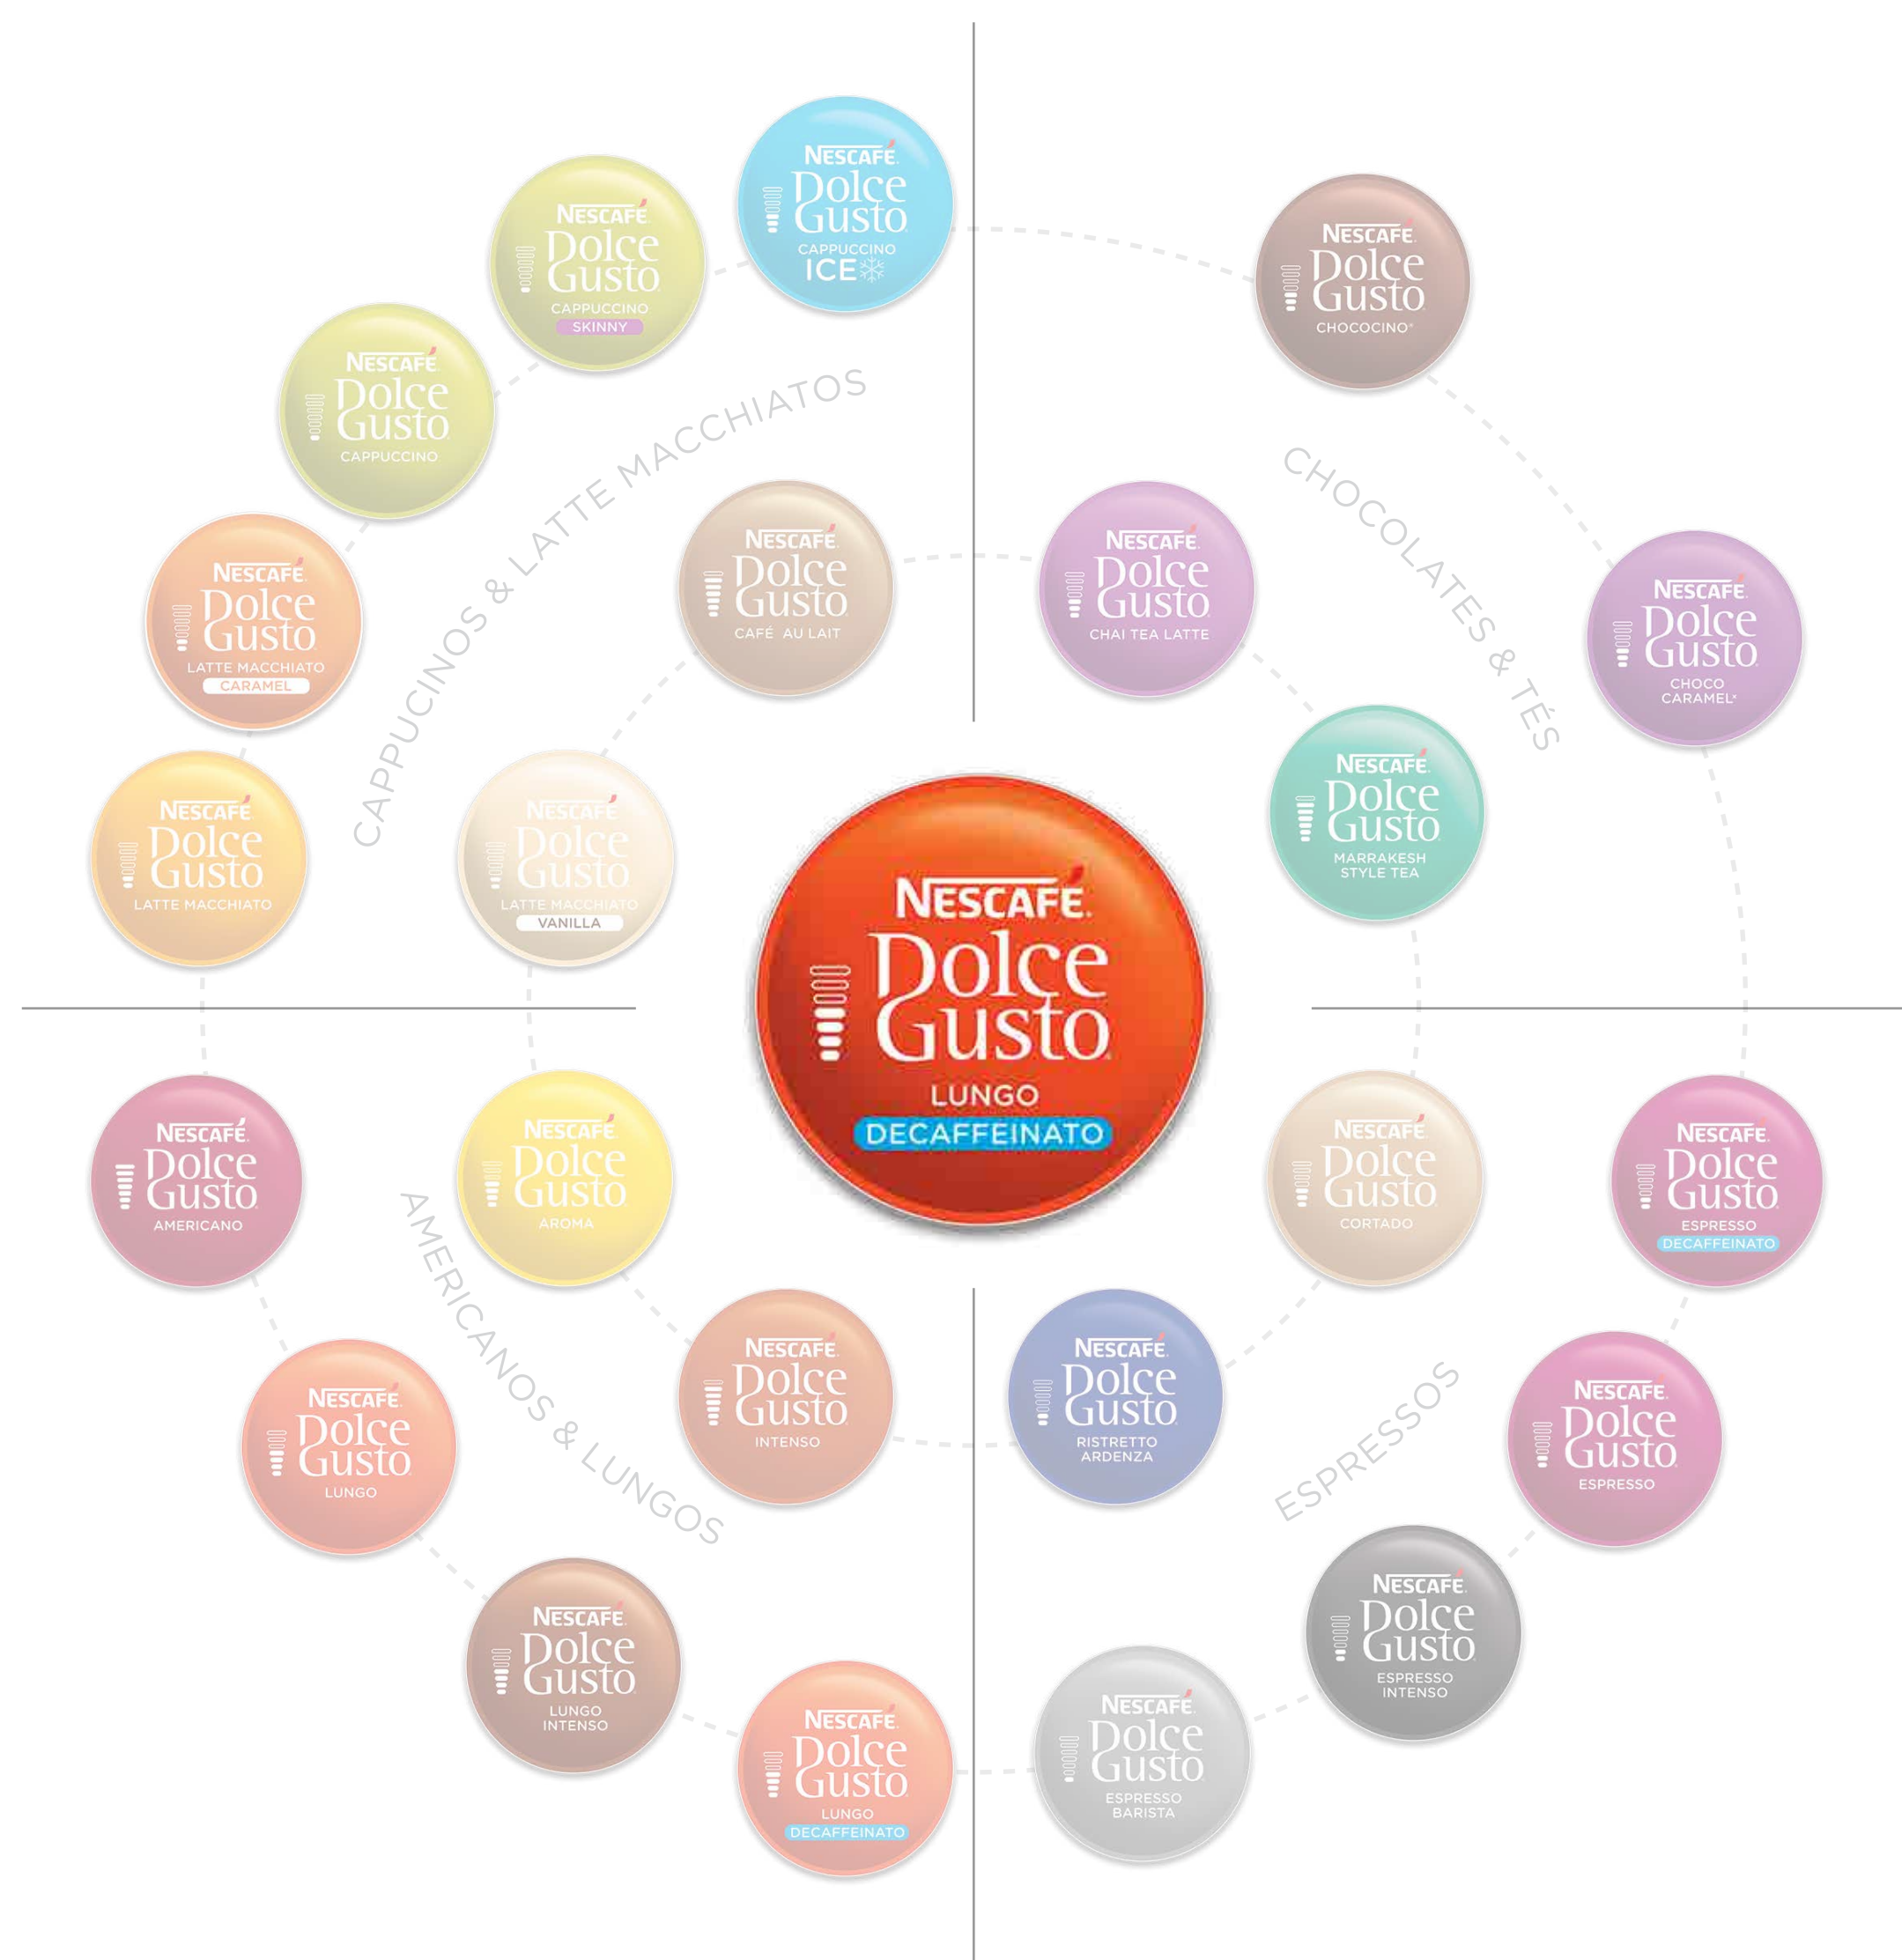 NESCAFÉ.
Dolce
Gusto
CAPPUCCINO
ICE
NESCAFÉ.
Dolce
Gusto
CAPPUCCINO
SKINNY
NESCAFÉ.
Dolce
Gusto
CAPPUCCINO
NESCAFÉ.
Dolce
Gusto
LATTE MACCHIATO
CARAMEL
NESCAFÉ.
Dolce
Gusto
LATTE MACCHIATO
CAPPUCINOS & LATTE MACCHIATOS
NESCAFÉ.
Dolce
Gusto
CAFÉ AU LAIT
NESCAFÉ.
Dolce
Gusto
LATTE MACCHIATO
VANILLA
NESCAFÉ.
Dolce
Gusto
CHOCOCINO®
NESCAFÉ.
Dolce
Gusto
CHOCO
CARAMEL*
CHOCOLATES & TÉS
NESCAFÉ.
Dolce
Gusto
CHAI TEA LATTE
NESCAFÉ.
Dolce
Gusto
MARRAKESH
STYLE TEA
NESCAFÉ.
Dolce
Gusto
LUNGO
DECAFFEINATO
NESCAFÉ.
Dolce
Gusto
AMERICANO
NESCAFÉ.
Dolce
Gusto
AROMA
NESCAFÉ.
Dolce
Gusto
INTENSO
AMERICANOS & LUNGOS
NESCAFÉ.
Dolce
Gusto
LUNGO
NESCAFÉ.
Dolce
Gusto
LUNGO
INTENSO
NESCAFÉ.
Dolce
Gusto
LUNGO
DECAFFEINATO
NESCAFÉ.
Dolce
Gusto
CORTADO
NESCAFÉ.
Dolce
Gusto
ESPRESSO
DECAFFEINATO
NESCAFÉ.
Dolce
Gusto
RISTRETTO
ARDENZA
ESPRESSOS
NESCAFÉ.
Dolce
Gusto
ESPRESSO
NESCAFÉ.
Dolce
Gusto
ESPRESSO
INTENSO
NESCAFÉ.
Dolce
Gusto
ESPRESSO
BARISTA